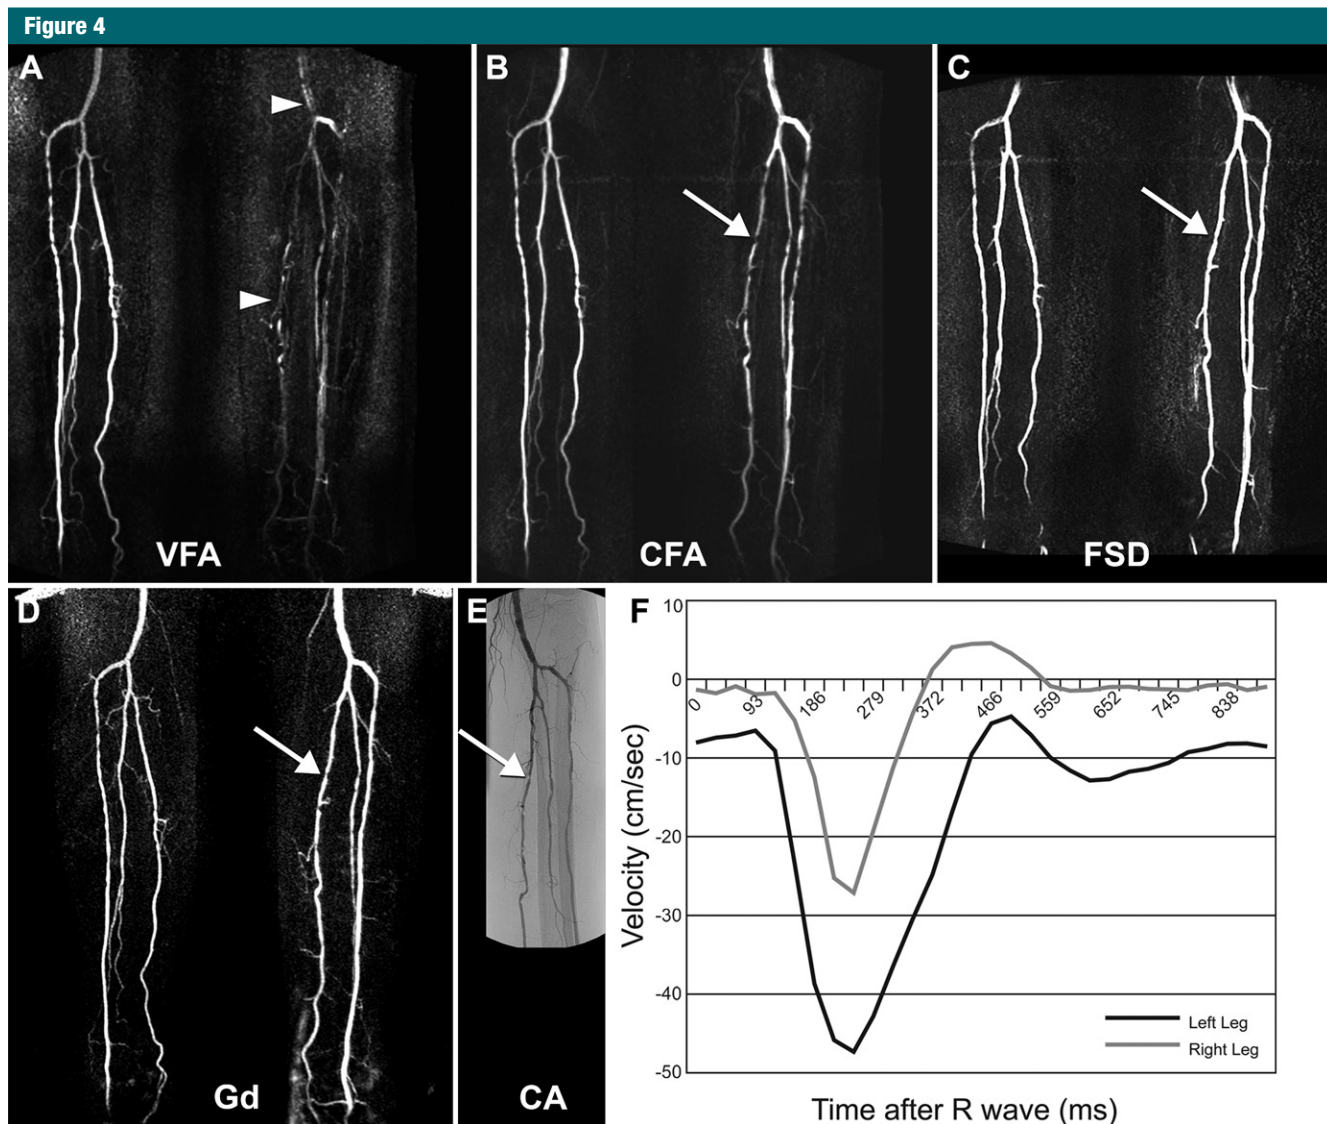 Figure 4
A
B
C
VFA
CFA
FSD
D
E
F
Gd
CA
10
0
-10
-20
-30
-40
-50
0
93
186
279
372
466
559
652
745
838
Velocity (cm/sec)
Left Leg
Right Leg
Time after R wave (ms)